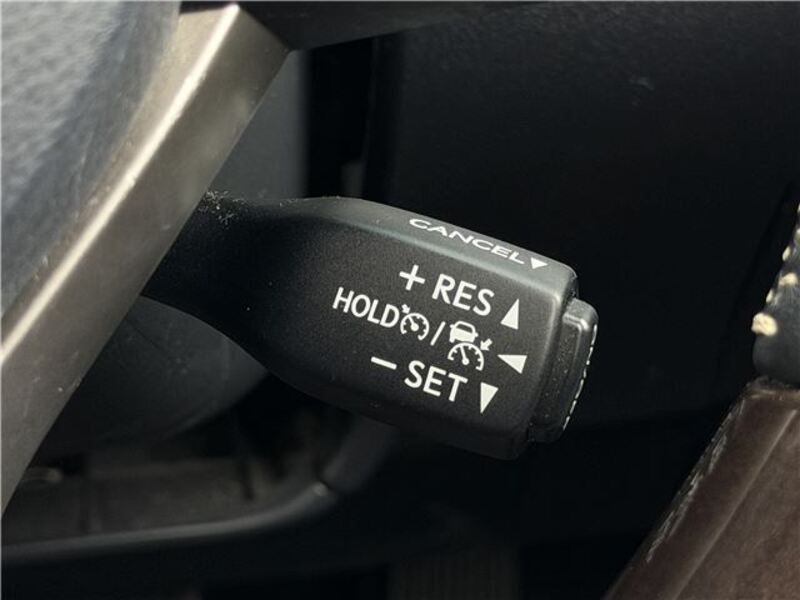 CANCEL▼
+ RES ▲
HOLD / ◀
- SET ▼